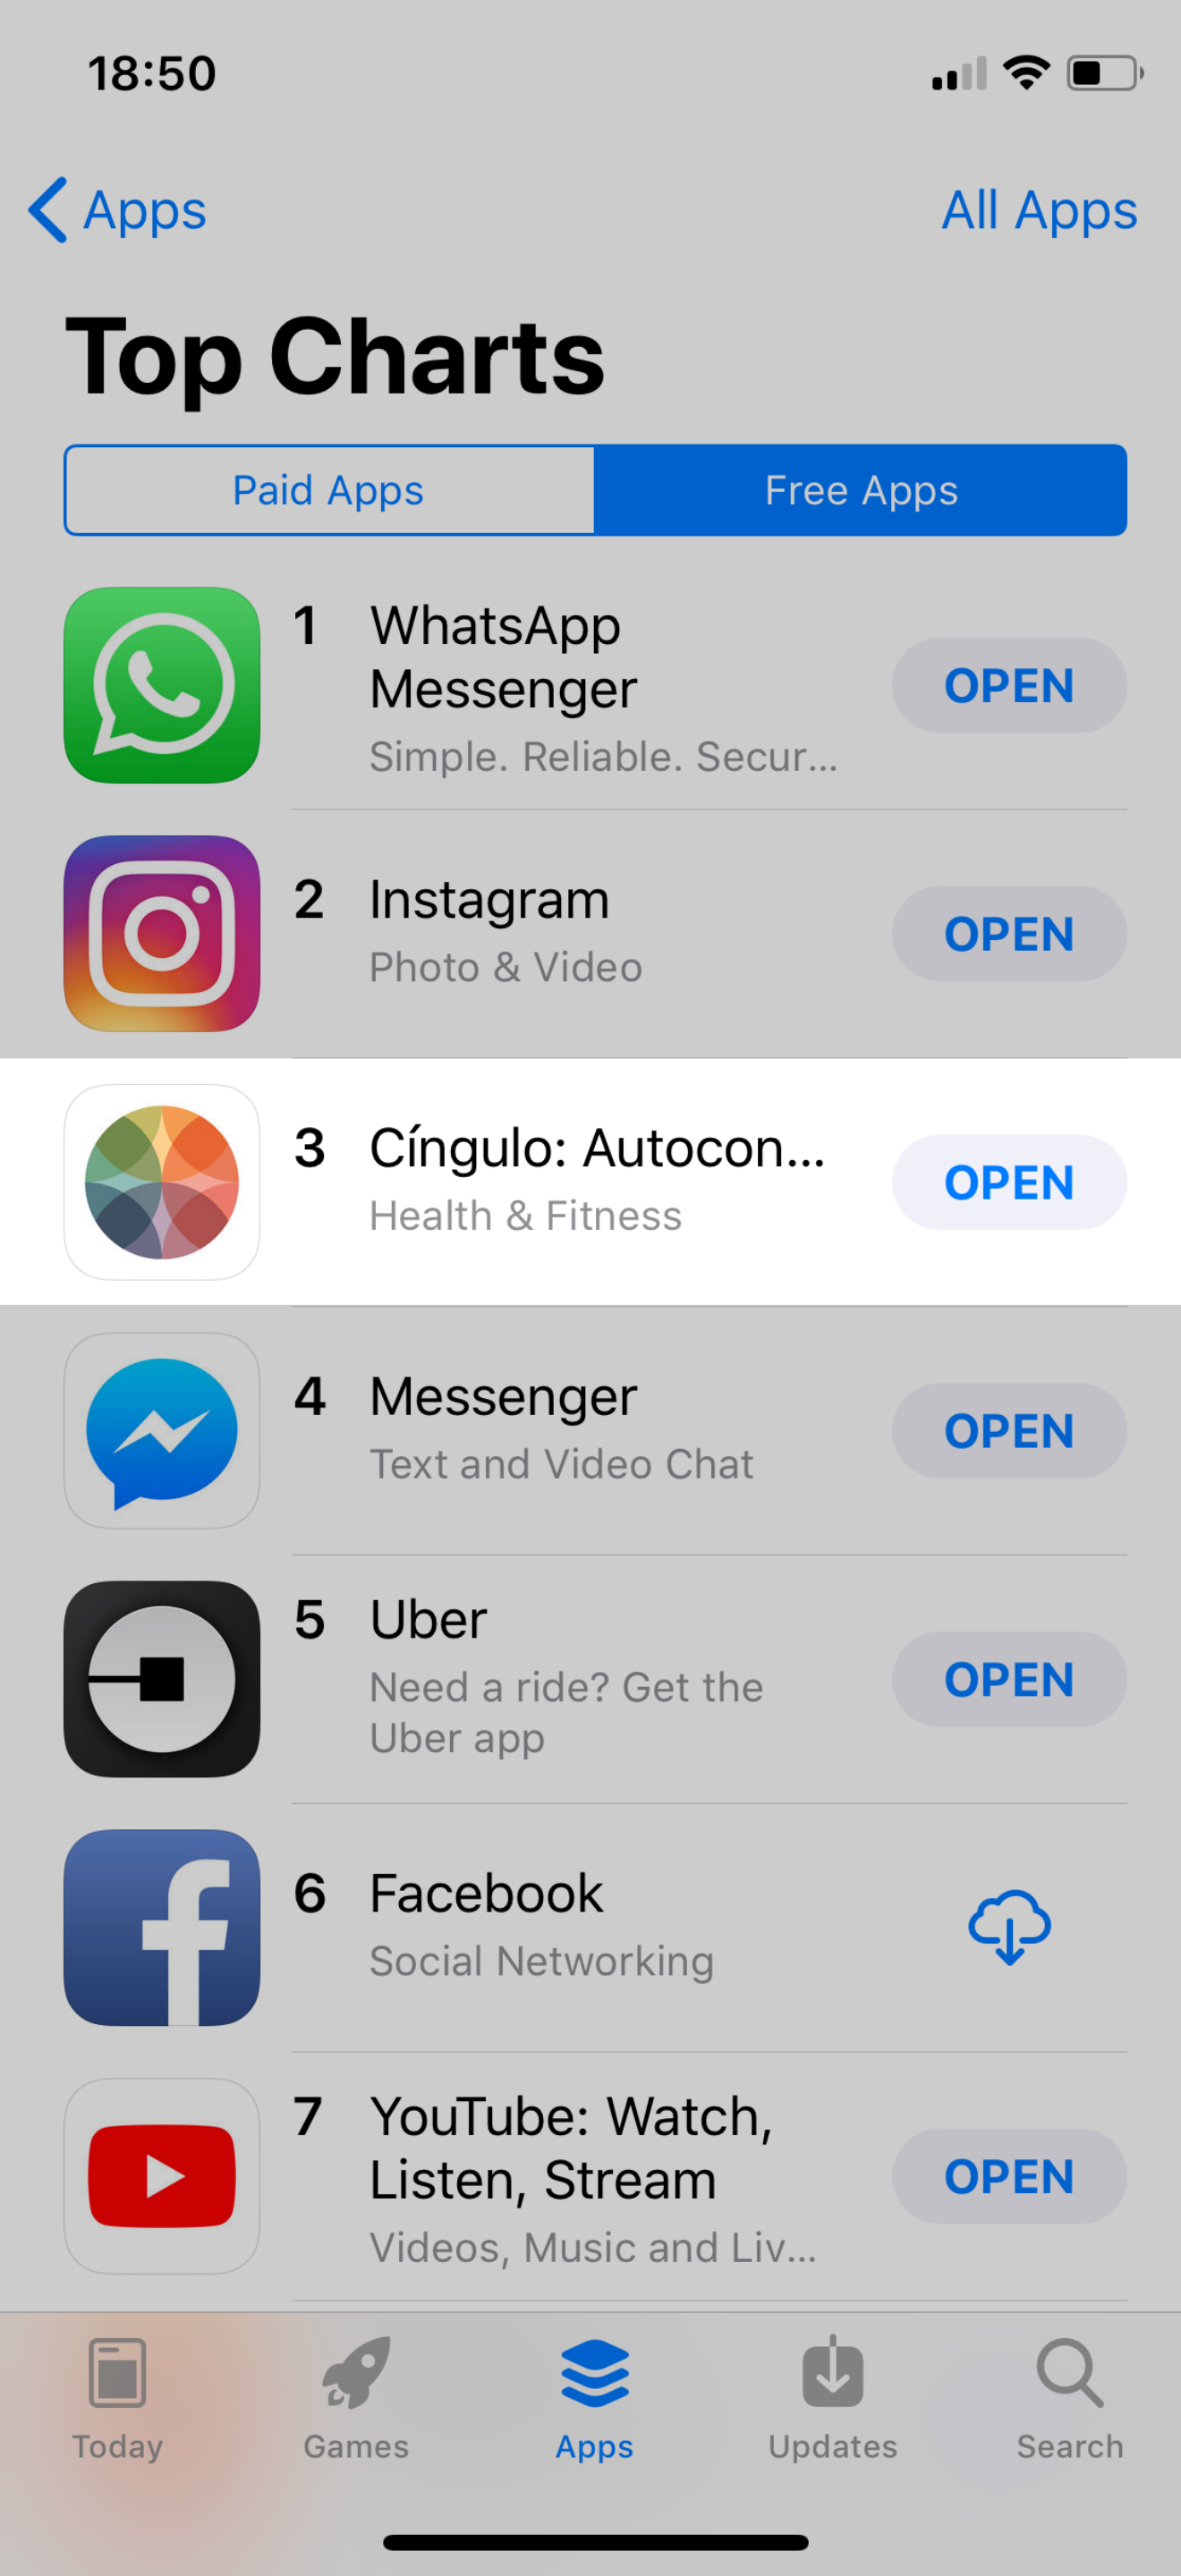 18:50
Apps
All Apps
Top Charts
Paid Apps
Free Apps
1 WhatsApp
Messenger
Simple. Reliable. Secur...
OPEN
2 Instagram
Photo & Video
OPEN
3 Cíngulo: Autocon...
Health & Fitness
OPEN
4 Messenger
Text and Video Chat
OPEN
5 Uber
Need a ride? Get the
Uber app
OPEN
6 Facebook
Social Networking
7 YouTube: Watch,
Listen, Stream
Videos, Music and Liv...
OPEN
Today
Games
Apps
Updates
Search